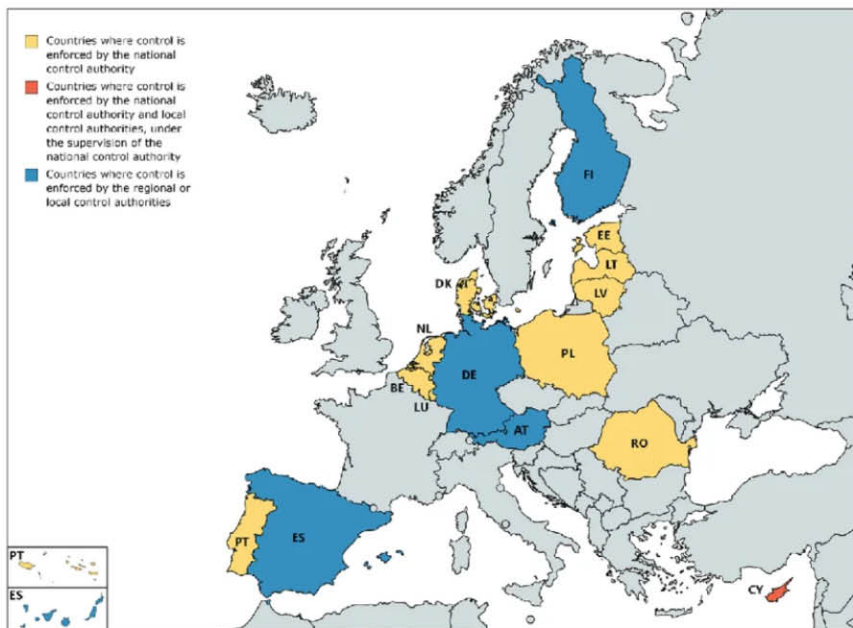 Countries where control is
enforced by the national
control authority
Countries where control is
enforced by the national
control authority and local
control authorities, under
the supervision of the
national control authority
Countries where control is
enforced by the regional or
local control authorities
FI
EE
LT
LV
DK
NL
PL
DE
BE
LU
AT
RO
PT
ES
PT
ES
CY